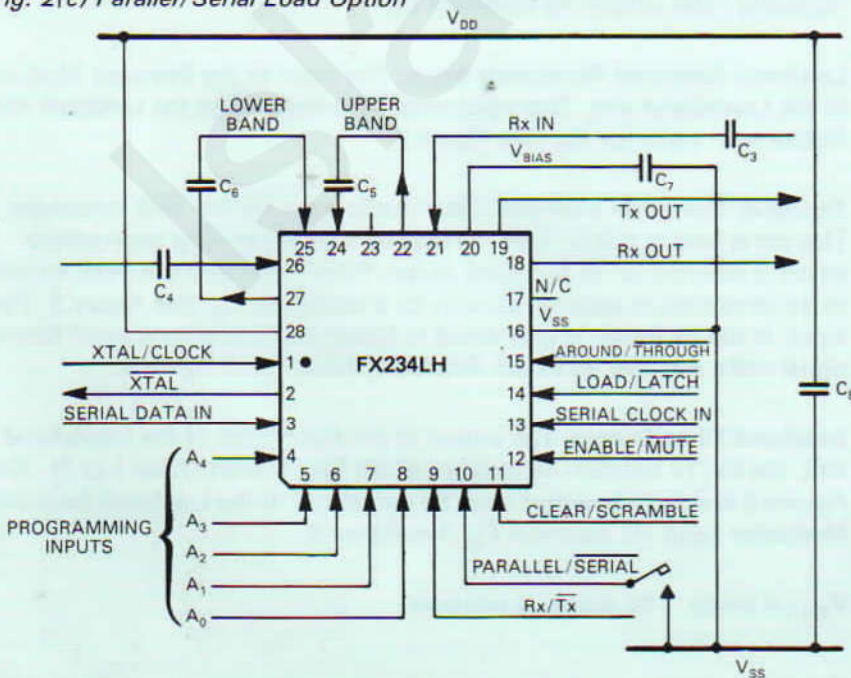 Fig. 2(c) Parallel/Serial Load Option
VDD
LOWER BAND
UPPER BAND
Rx IN
C3
VBIAS
C6
C5
C7
Tx OUT
25 24 23 22 21 20 19
26
18
Rx OUT
C4
27
17
N/C
28
16
VSS
XTAL/CLOCK
1
FX234LH
15
AROUND/THROUGH
XTAL
2
14
LOAD/LATCH
SERIAL DATA IN
3
13
SERIAL CLOCK IN
A4
4
12
ENABLE/MUTE
5 6 7 8 9 10 11
CLEAR/SCRAMBLE
PROGRAMMING INPUTS
A3
A2
A1
A0
PARALLEL/SERIAL
Rx/Tx
VSS